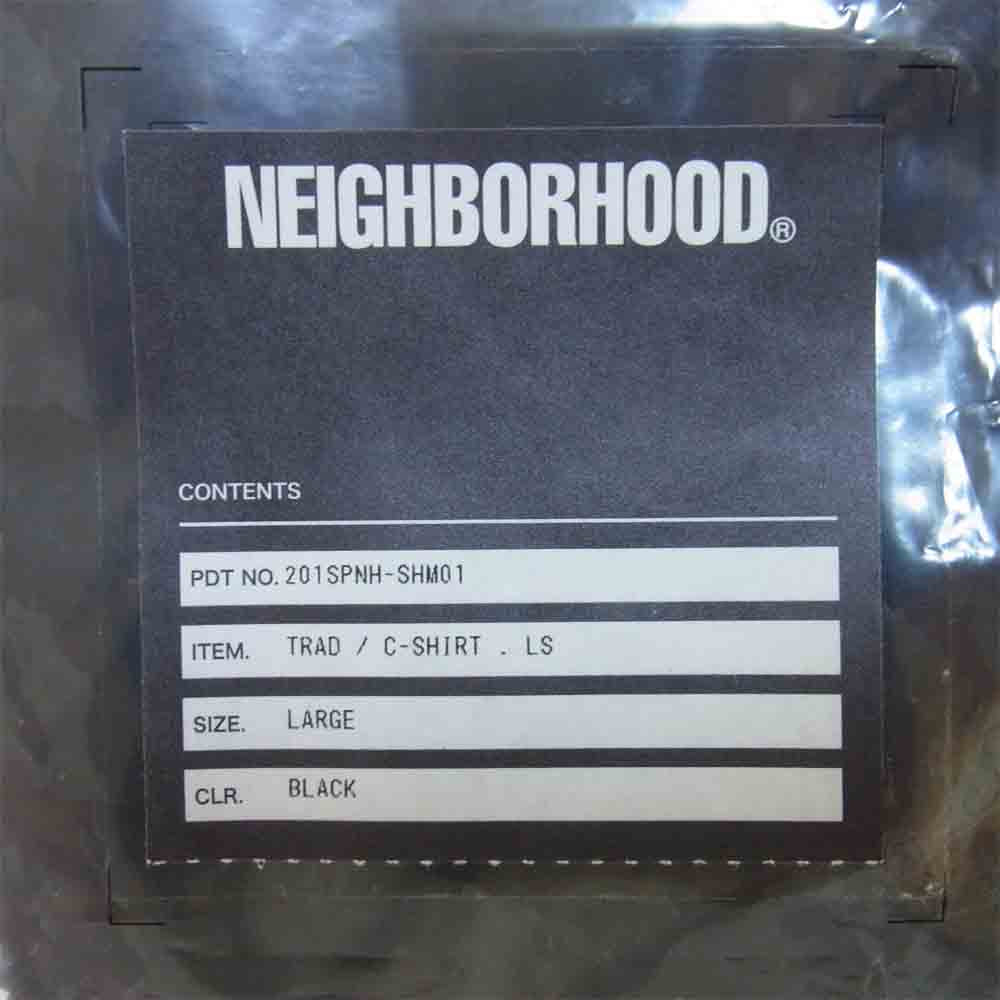 NEIGHBORHOOD®
CONTENTS
PDT NO. 201SPNH-SHM01
ITEM. TRAD / C-SHIRT . LS
SIZE. LARGE
CLR. BLACK